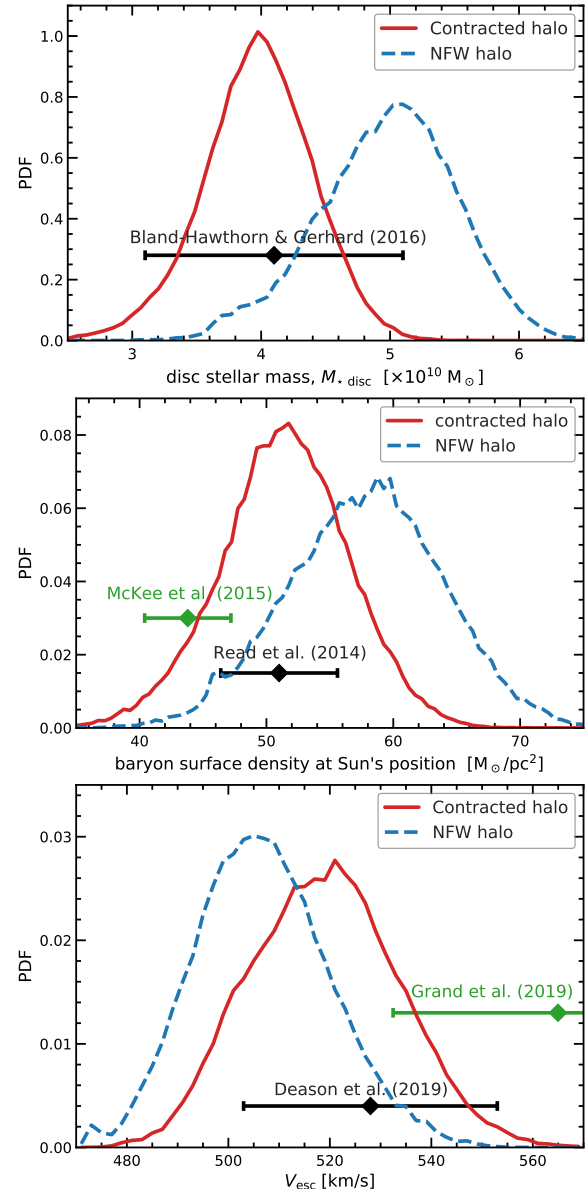 Contracted halo
NFW halo
1.0
0.8
0.6
0.4
0.2
0.0
PDF
Bland-Hawthorn & Gerhard (2016)
3 4 5 6
disc stellar mass, M⋆ disc [×10¹⁰ M⊙]
contracted halo
NFW halo
0.08
0.06
0.04
0.02
0.00
PDF
McKee et al. (2015)
Read et al. (2014)
40 50 60 70
baryon surface density at Sun's position [M⊙/pc²]
Contracted halo
NFW halo
0.03
0.02
0.01
0.00
PDF
Grand et al. (2019)
Deason et al. (2019)
480 500 520 540 560
Vesc [km/s]